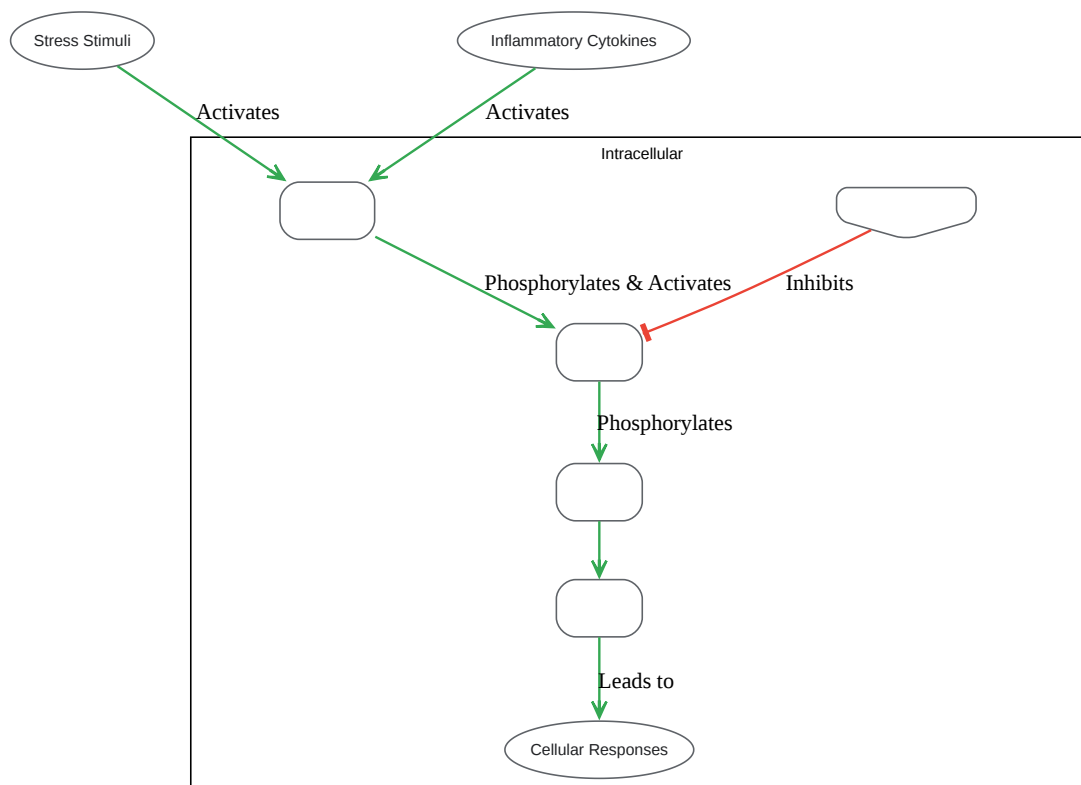 Stress Stimuli
Inflammatory Cytokines
Activates
Activates
Intracellular
Phosphorylates & Activates
Inhibits
Phosphorylates
Leads to
Cellular Responses